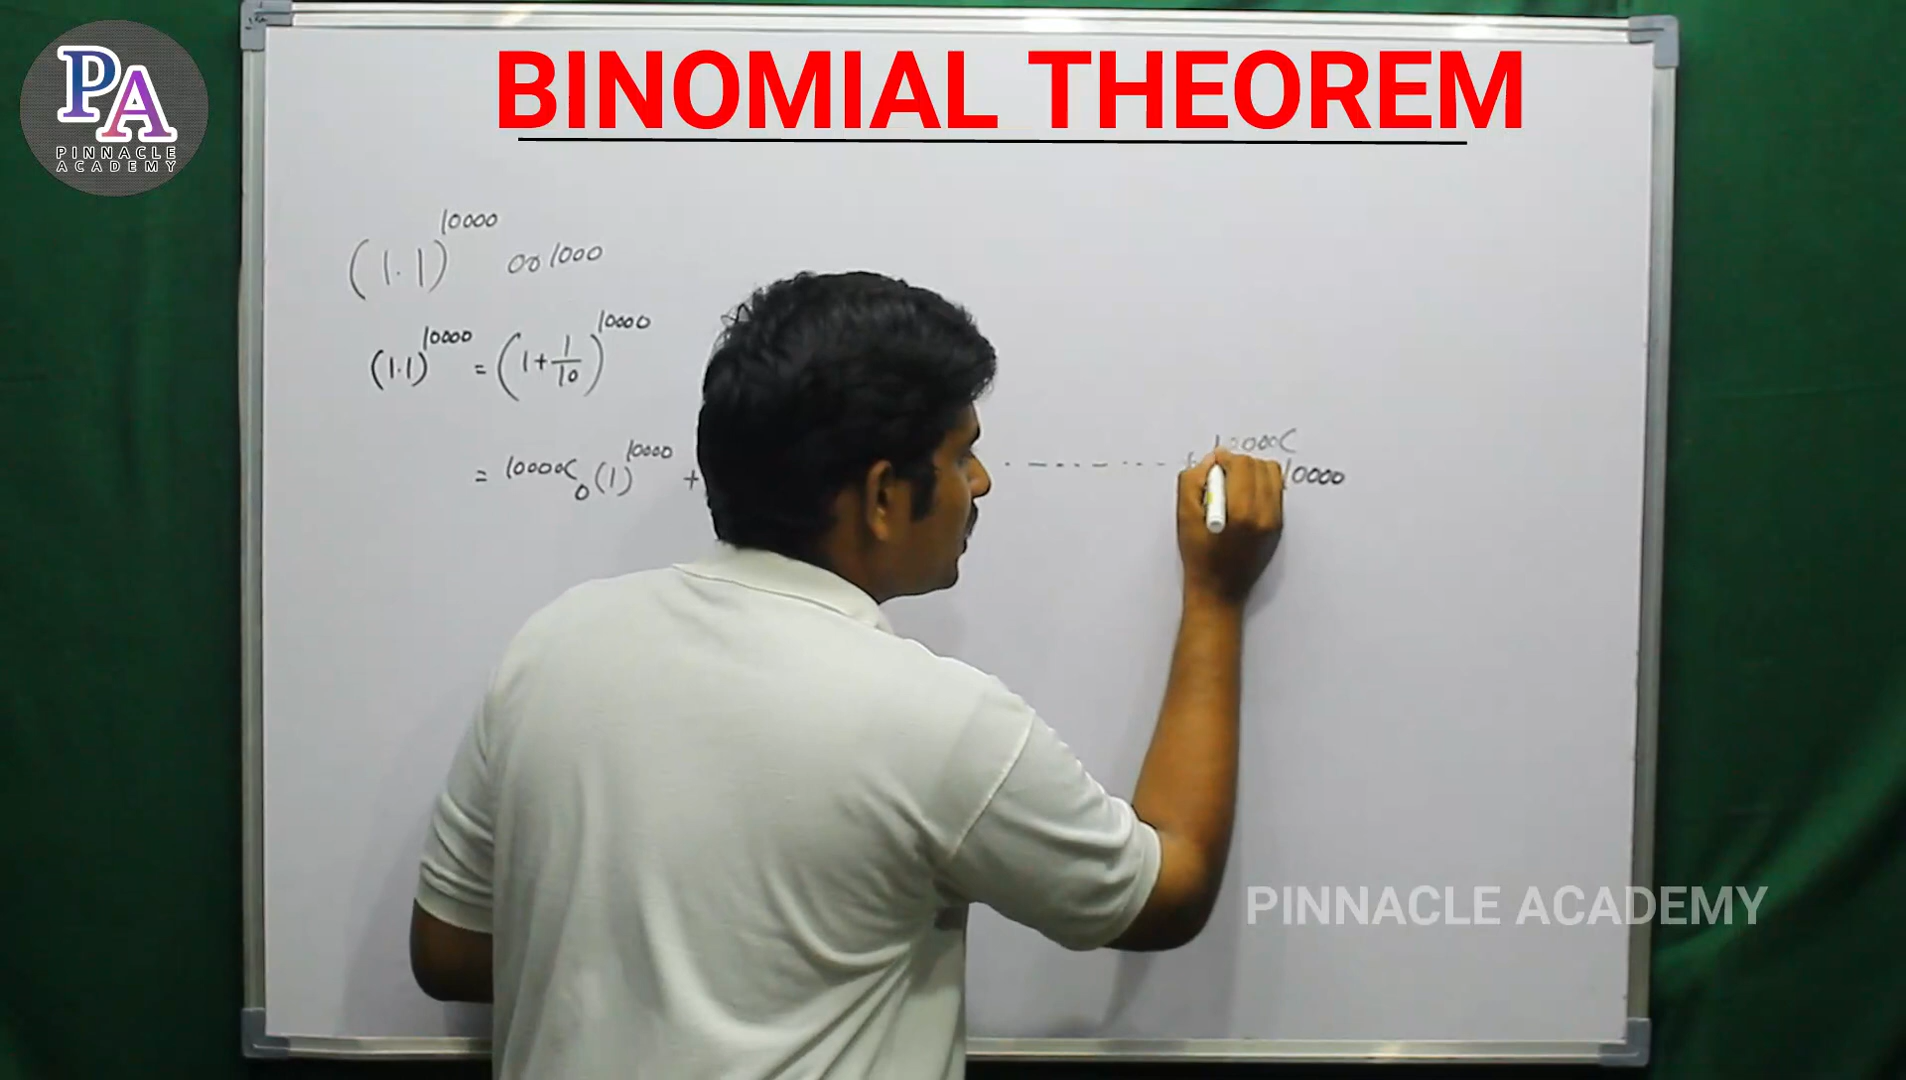 PA
PINNACLE
ACADEMY
BINOMIAL THEOREM
(1.1)^10000 or 1000
(1.1)^10000 = (1+1/10)^10000
= 10000C0 (1)^10000 + ........ + 10000C10000
PINNACLE ACADEMY